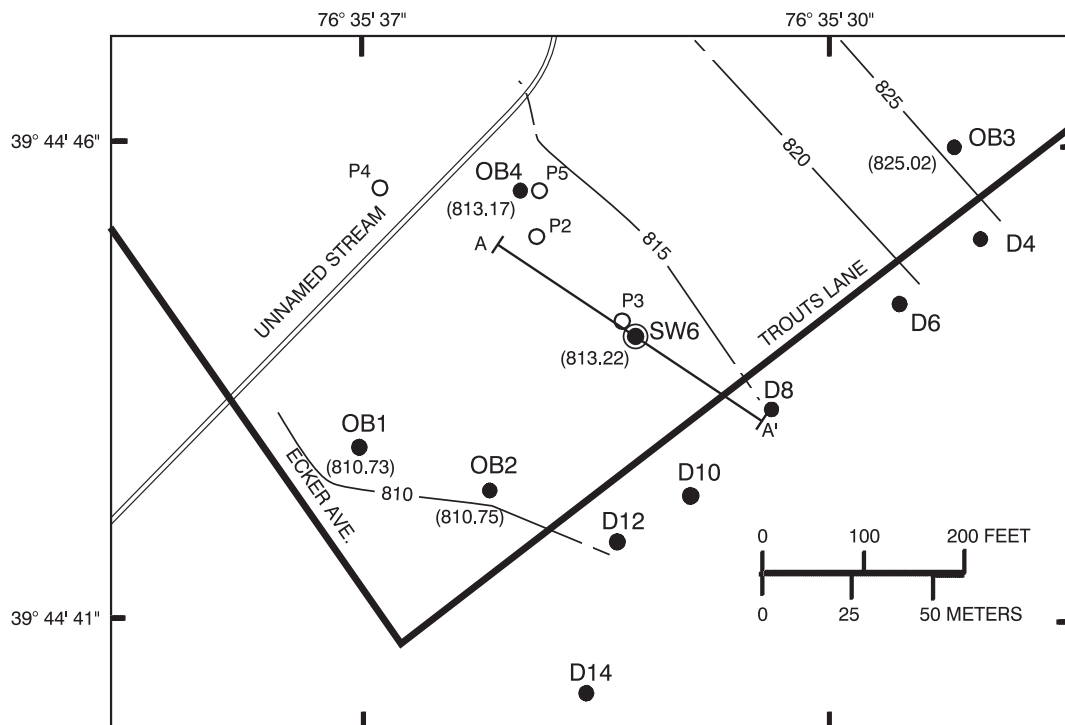 76° 35' 37"
76° 35' 30"
39° 44' 46"
825
OB3
(825.02)
820
P4
OB4
P5
(813.17)
P2
A
815
D4
UNNAMED STREAM
P3
SW6
(813.22)
TROUTS LANE
D6
D8
A'
OB1
(810.73)
ECKER AVE.
810
OB2
(810.75)
D10
D12
0 100 200 FEET
0 25 50 METERS
39° 44' 41"
D14